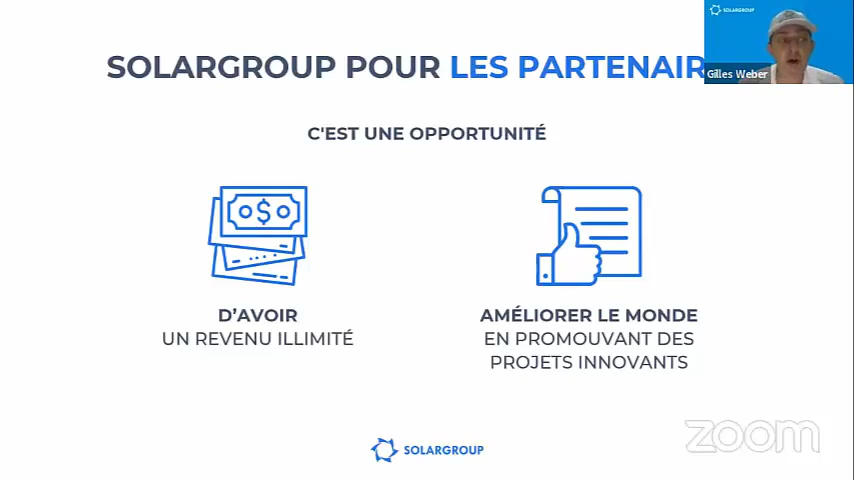 SOLARGROUP
SOLARGROUP POUR LES PARTENAIR
Gilles Weber
C'EST UNE OPPORTUNITÉ
D’AVOIR
UN REVENU ILLIMITÉ
AMÉLIORER LE MONDE
EN PROMOUVANT DES
PROJETS INNOVANTS
SOLARGROUP
zoom